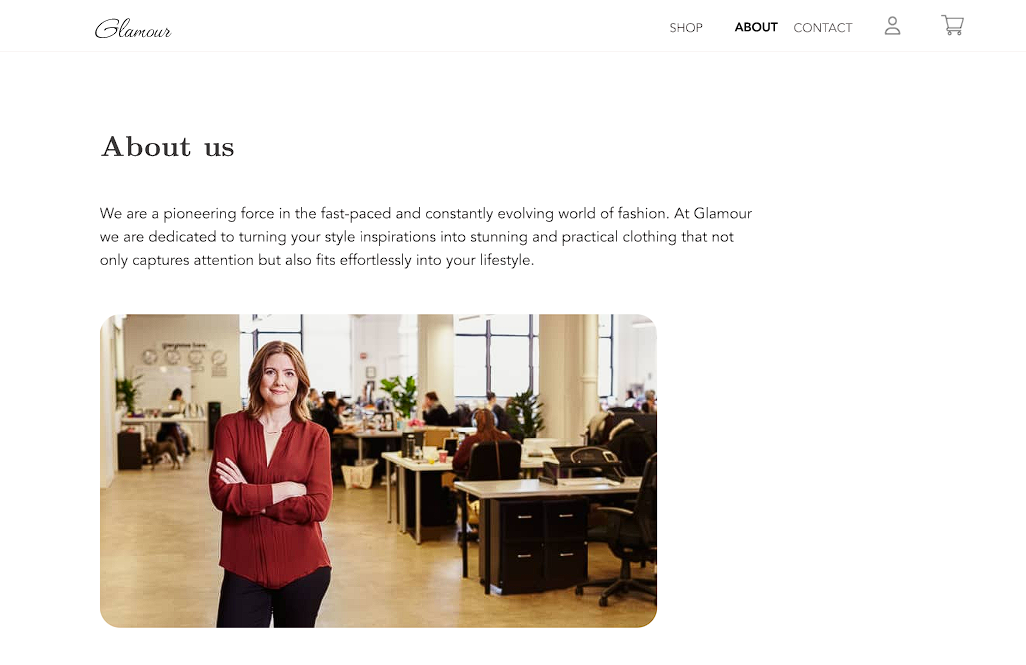 Glamour
SHOP ABOUT CONTACT
About us
We are a pioneering force in the fast-paced and constantly evolving world of fashion. At Glamour
we are dedicated to turning your style inspirations into stunning and practical clothing that not
only captures attention but also fits effortlessly into your lifestyle.